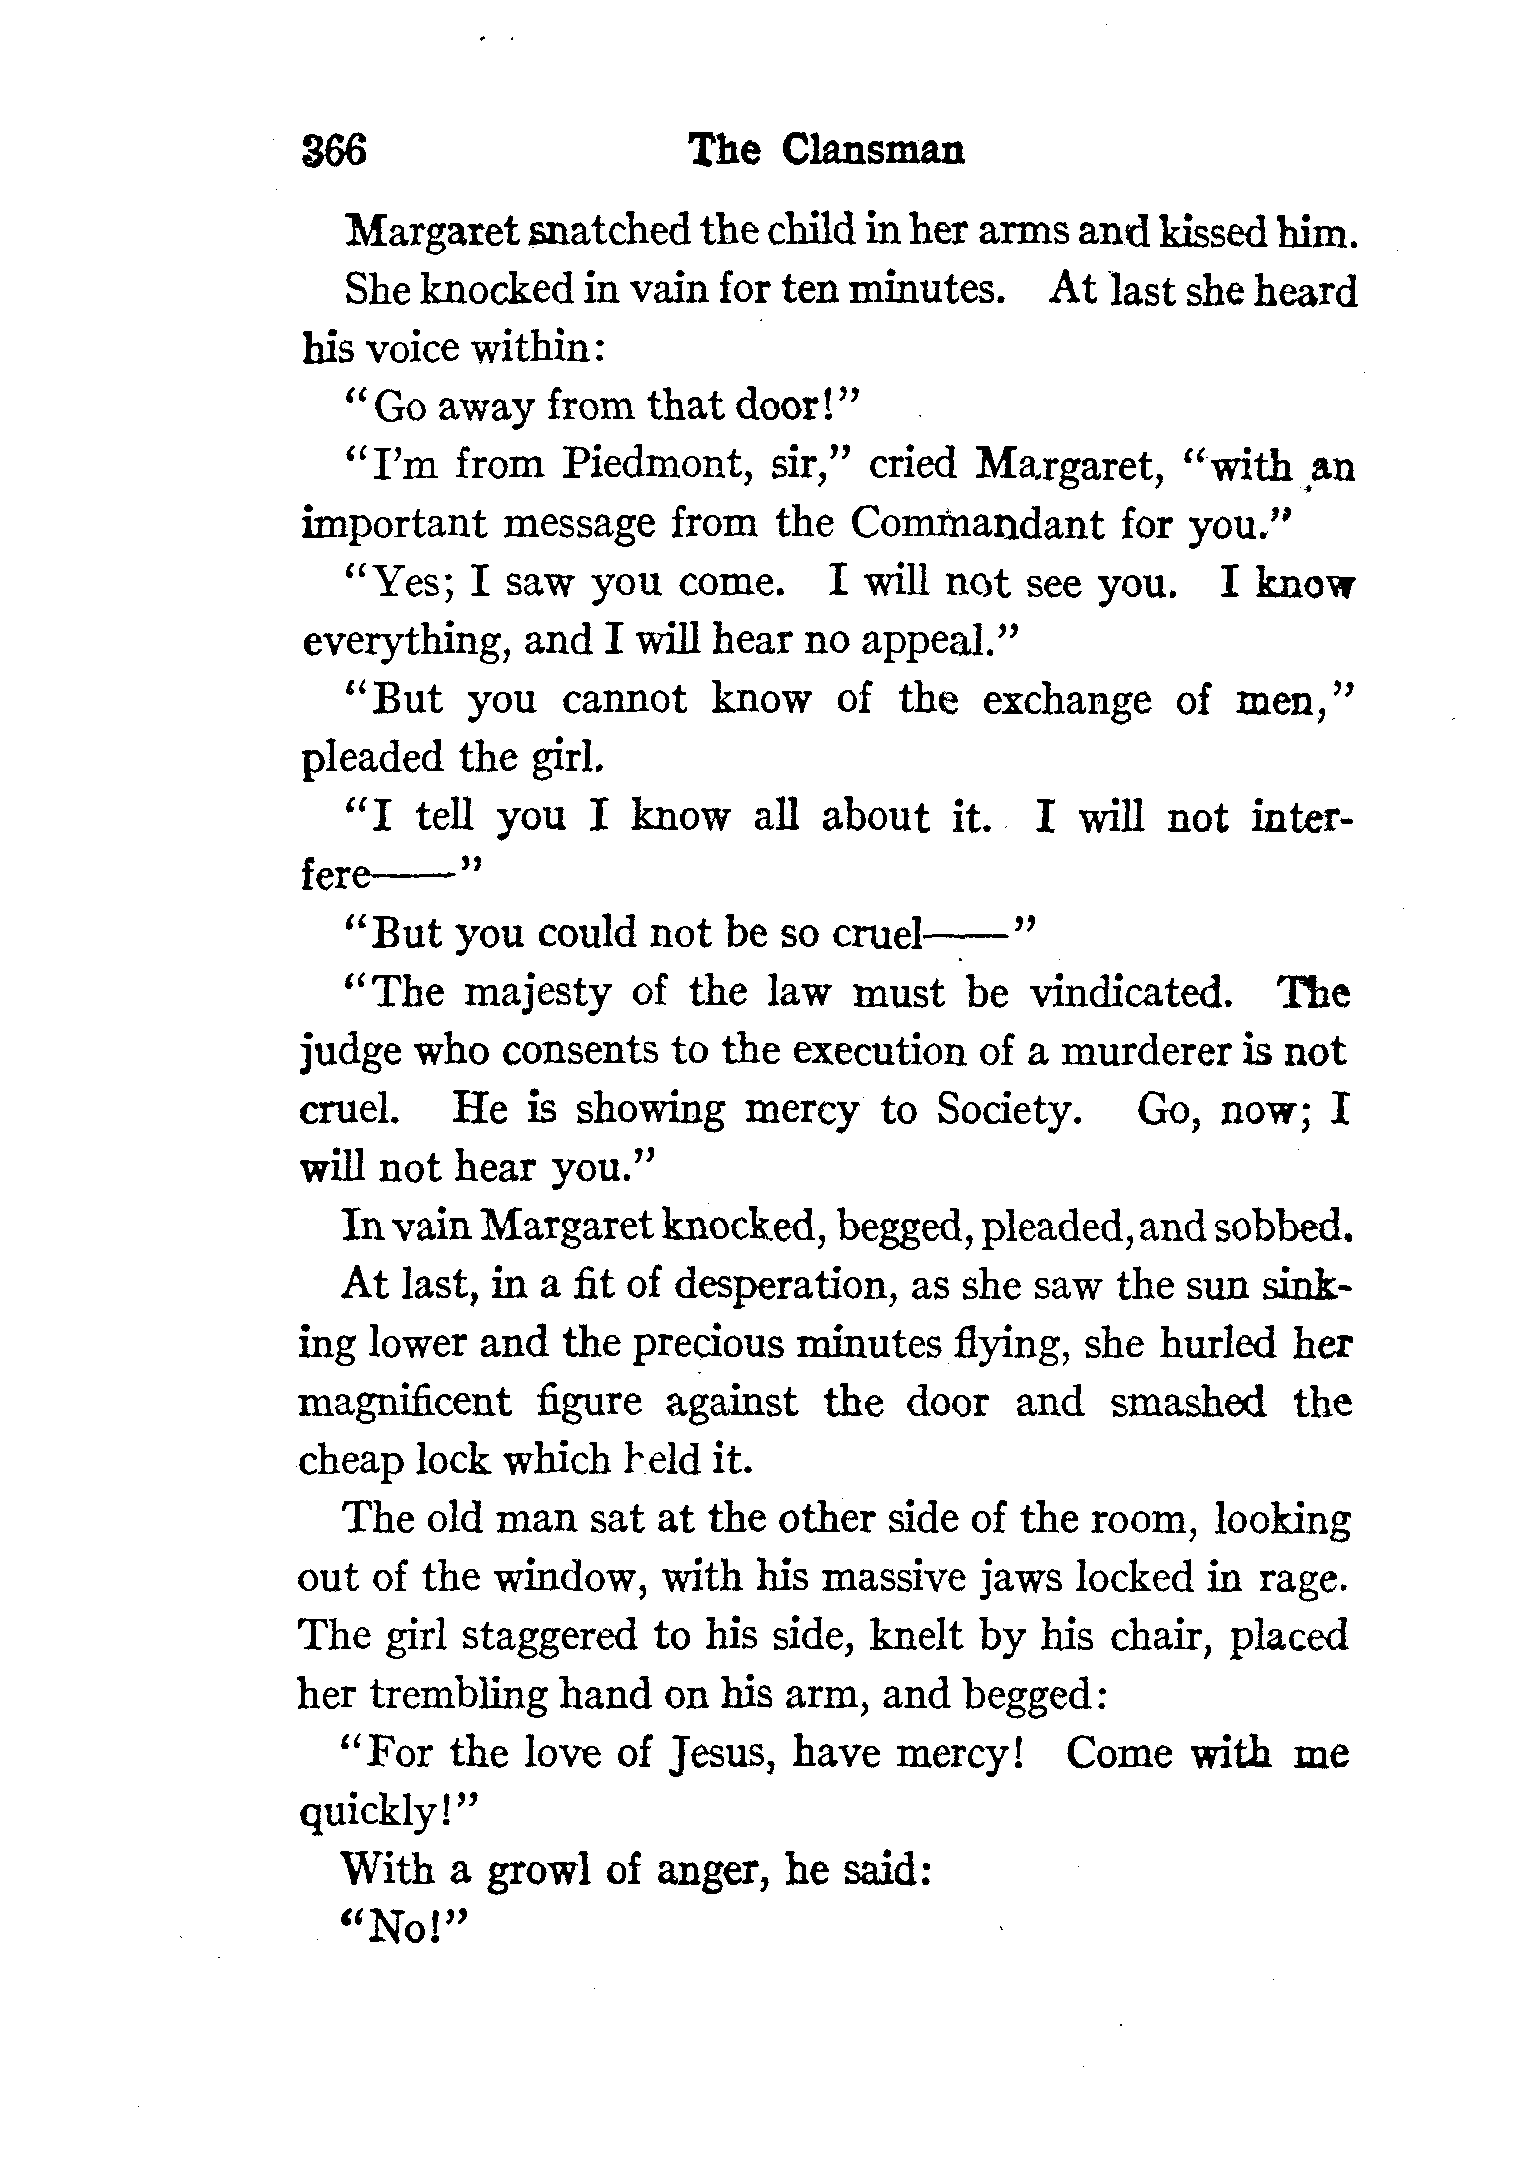 366 The Clansman
Margaret snatched the child in her arms and kissed him.
She knocked in vain for ten minutes. At last she heard
his voice within:
"Go away from that door!"
"I'm from Piedmont, sir," cried Margaret, "with an
important message from the Commandant for you."
"Yes; I saw you come. I will not see you. I know
everything, and I will hear no appeal."
"But you cannot know of the exchange of men,"
pleaded the girl.
"I tell you I know all about it. I will not inter-
fere——"
"But you could not be so cruel——"
"The majesty of the law must be vindicated. The
judge who consents to the execution of a murderer is not
cruel. He is showing mercy to Society. Go, now; I
will not hear you."
In vain Margaret knocked, begged, pleaded, and sobbed.
At last, in a fit of desperation, as she saw the sun sink-
ing lower and the precious minutes flying, she hurled her
magnificent figure against the door and smashed the
cheap lock which held it.
The old man sat at the other side of the room, looking
out of the window, with his massive jaws locked in rage.
The girl staggered to his side, knelt by his chair, placed
her trembling hand on his arm, and begged:
"For the love of Jesus, have mercy! Come with me
quickly!"
With a growl of anger, he said:
"No!"